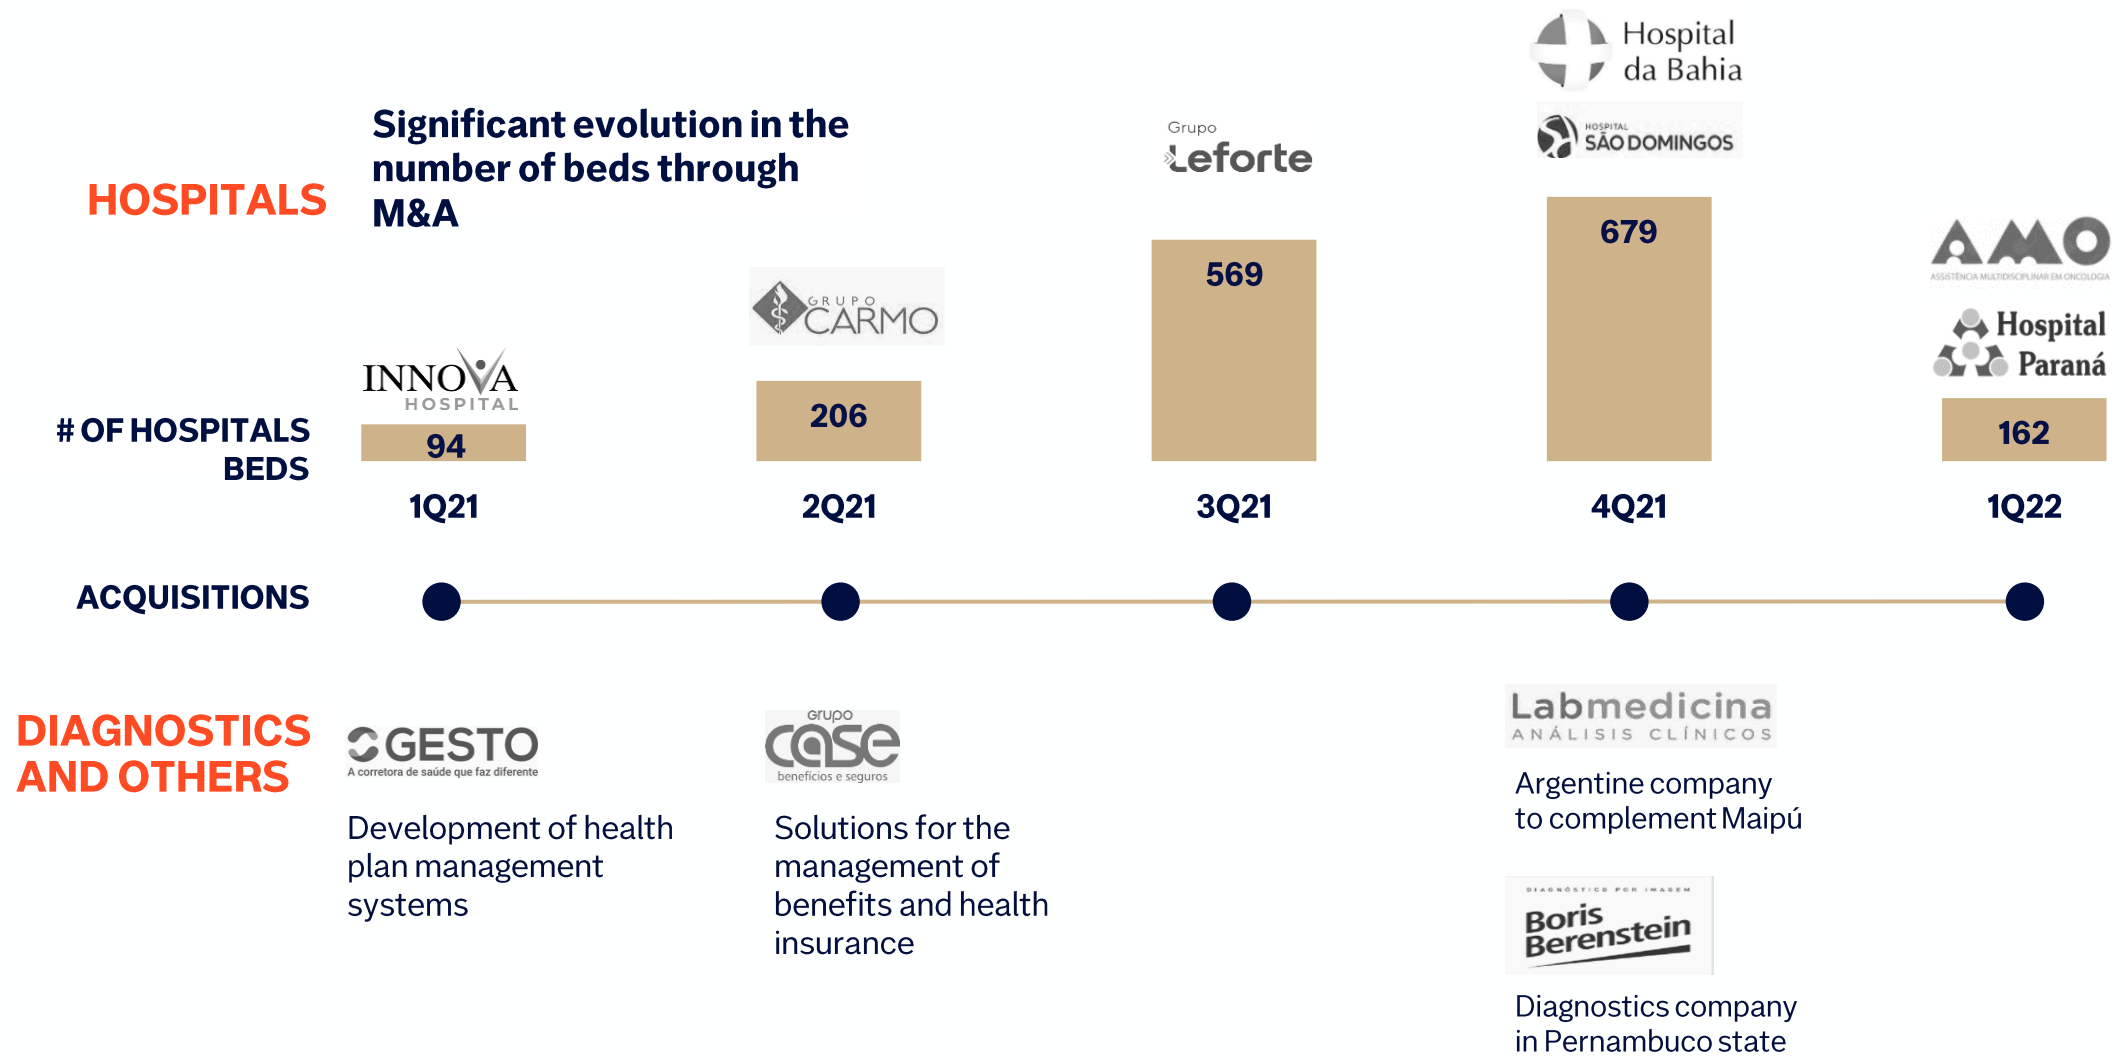 Significant evolution in the
number of beds through
M&A
HOSPITALS
Hospital
da Bahia
HOSPITAL
SÃO DOMINGOS
Grupo
Leforte
AMO
ASSISTÊNCIA MULTIDISCIPLINAR EM ONCOLOGIA
Hospital
Paraná
GRUPO
CARMO
INNOVA
HOSPITAL
# OF HOSPITALS
BEDS
94
206
569
679
162
1Q21
2Q21
3Q21
4Q21
1Q22
ACQUISITIONS
DIAGNOSTICS
AND OTHERS
GESTO
A corretora de saúde que faz diferente
Development of health
plan management
systems
Grupo
case
benefícios e seguros
Solutions for the
management of
benefits and health
insurance
Labmedicina
ANÁLISIS CLÍNICOS
Argentine company
to complement Maipú
DIAGNÓSTICO POR IMAGEM
Boris
Berenstein
Diagnostics company
in Pernambuco state